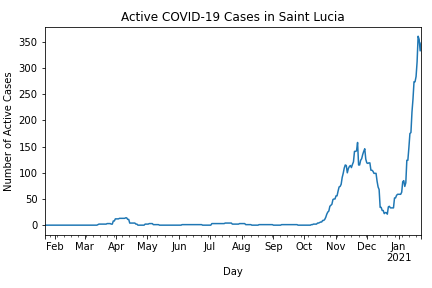 Active COVID-19 Cases in Saint Lucia
Number of Active Cases
350
300
250
200
150
100
50
0
Feb Mar Apr May Jun Jul Aug Sep Oct Nov Dec Jan
2021
Day